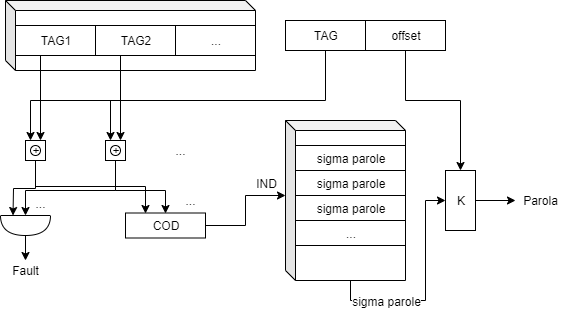 TAG1 TAG2 ...
TAG offset
...
IND
sigma parole
sigma parole
sigma parole
...
K
Parola
...
...
COD
Fault
sigma parole